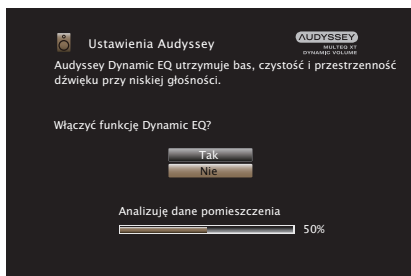 Ustawienia Audyssey
AUDYSSEY
MULTEQ XT
DYNAMIC VOLUME
Audyssey Dynamic EQ utrzymuje bas, czystość i przestrzenność
dźwięku przy niskiej głośności.
Włączyć funkcję Dynamic EQ?
Tak
Nie
Analizuję dane pomieszczenia
50%